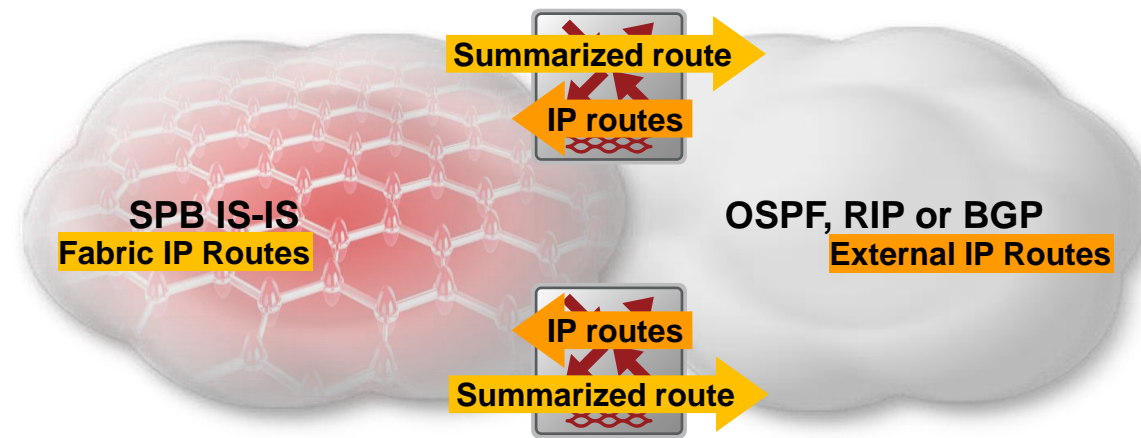 Summarized route
IP routes
SPB IS-IS
Fabric IP Routes
OSPF, RIP or BGP
External IP Routes
IP routes
Summarized route